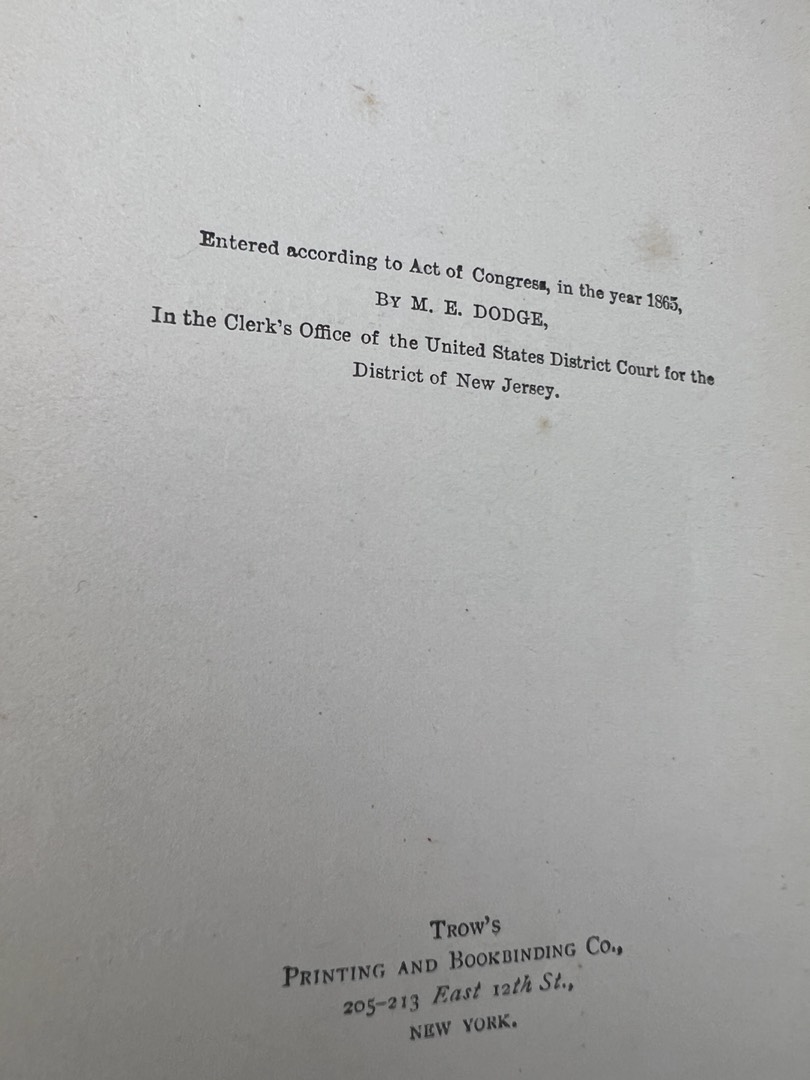 Entered according to Act of Congress, in the year 1865,
By M. E. DODGE,
In the Clerk's Office of the United States District Court for the
District of New Jersey.
Trow's
Printing and Bookbinding Co.,
205–213 East 12th St.,
NEW YORK.